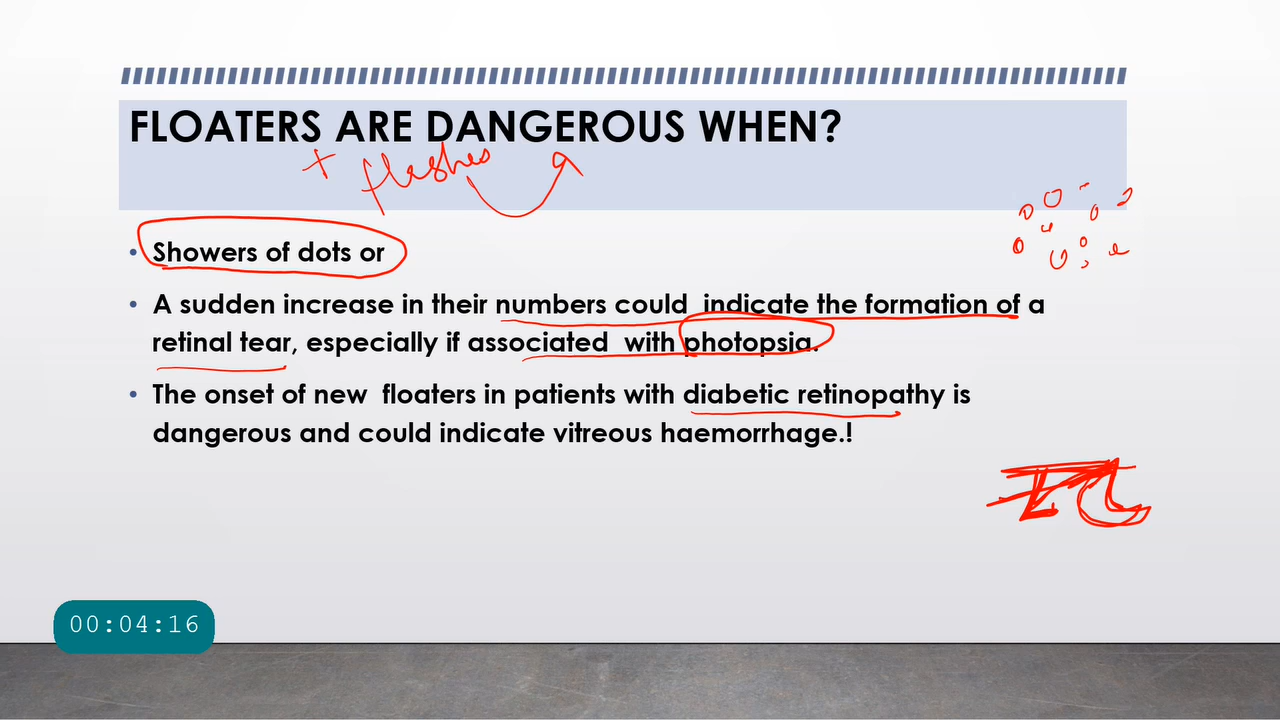 FLOATERS ARE DANGEROUS WHEN?
+ flashes
• Showers of dots or
• A sudden increase in their numbers could indicate the formation of a
retinal tear, especially if associated with photopsia.
• The onset of new floaters in patients with diabetic retinopathy is
dangerous and could indicate vitreous haemorrhage.!
00:04:16